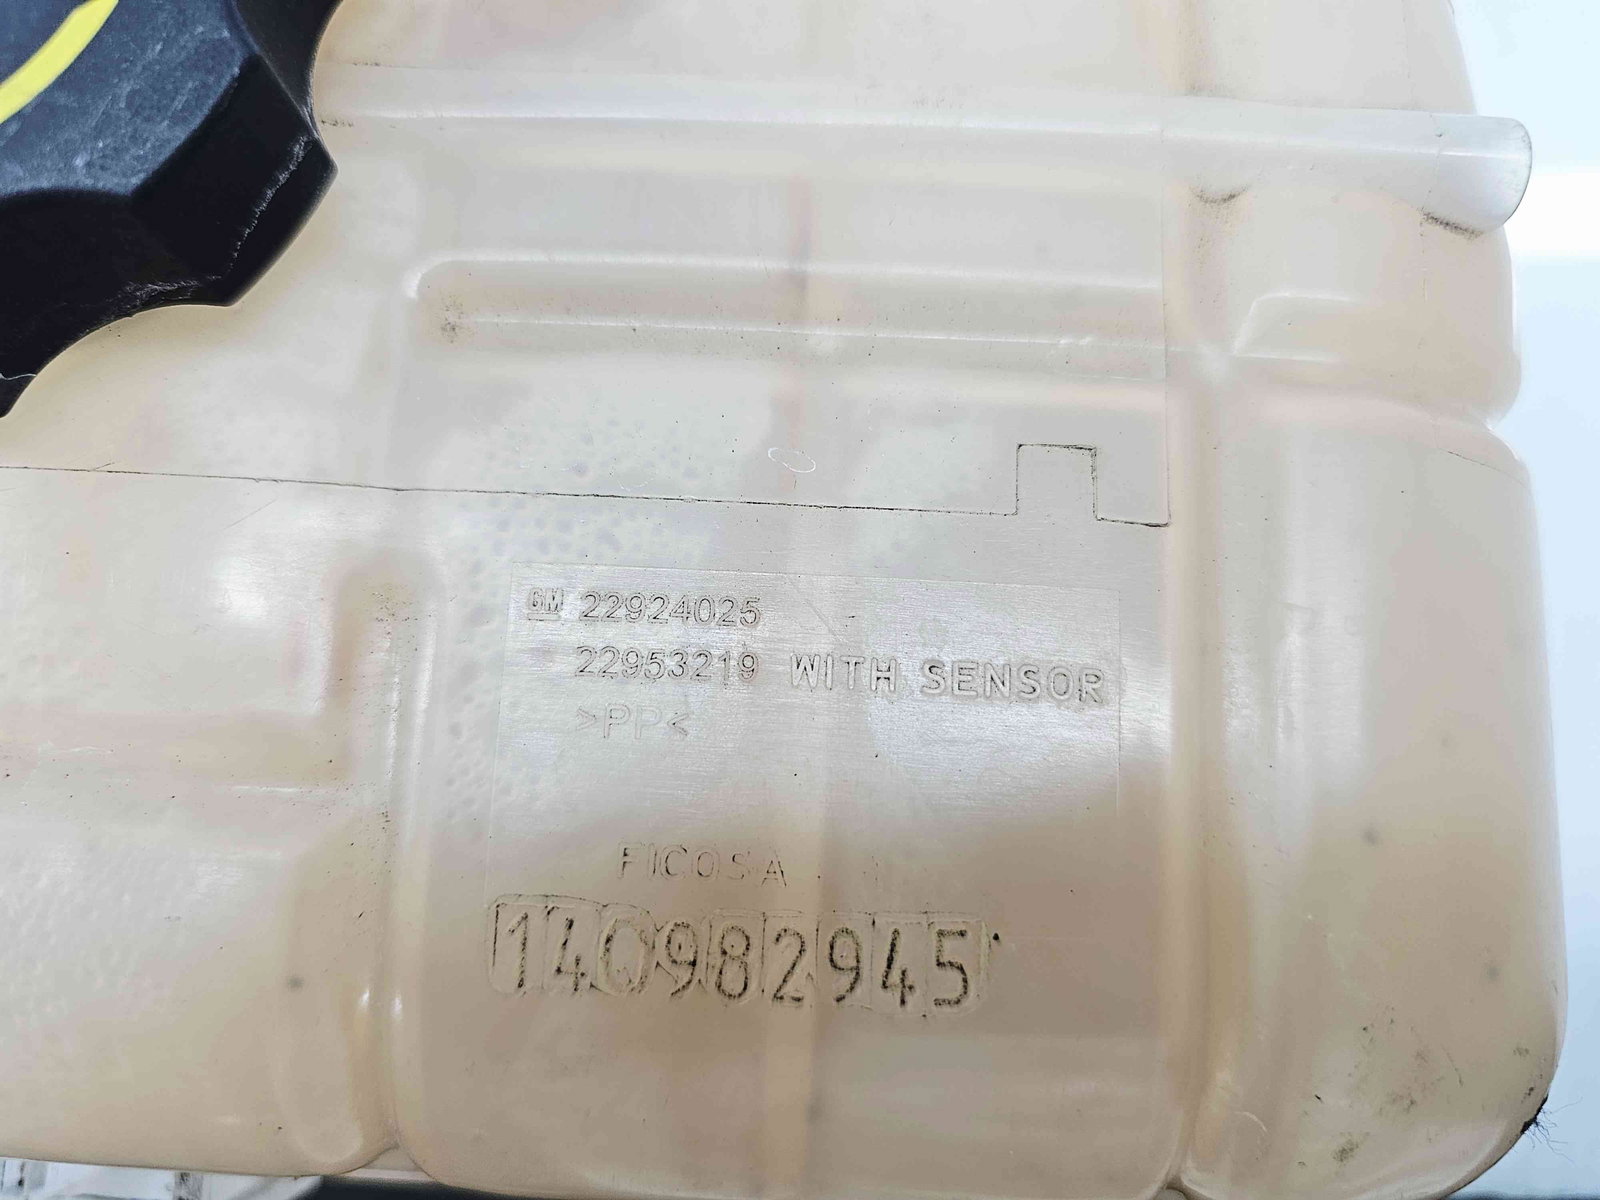 GM 22924025
22953219 WITH SENSOR
>PP<
FICOSA
140982945